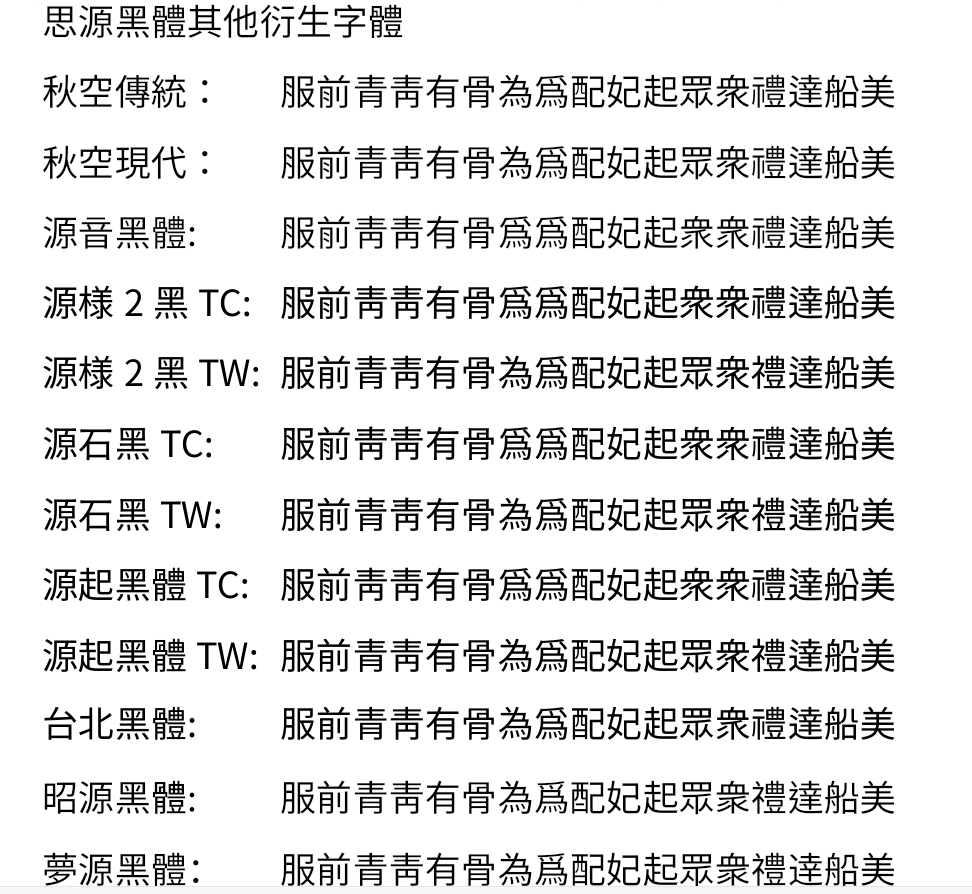 思源黑體其他衍生字體
秋空傳統：服前青靑有骨為爲配妃起眾衆禮達船美
秋空現代：服前青靑有骨為爲配妃起眾衆禮達船美
源音黑體:服前靑靑有骨爲爲配妃起衆衆禮達船美
源樣 2 黑 TC:服前靑靑有骨爲爲配妃起衆衆禮達船美
源樣 2 黑 TW:服前青靑有骨為爲配妃起眾衆禮達船美
源石黑 TC:服前靑靑有骨爲爲配妃起衆衆禮達船美
源石黑 TW:服前青靑有骨為爲配妃起眾衆禮達船美
源起黑體 TC:服前靑靑有骨爲爲配妃起衆衆禮達船美
源起黑體 TW:服前青靑有骨為爲配妃起眾衆禮達船美
台北黑體:服前青靑有骨為爲配妃起眾衆禮達船美
昭源黑體:服前青靑有骨為爲配妃起眾衆禮達船美
夢源黑體：服前青靑有骨為爲配妃起眾衆禮達船美